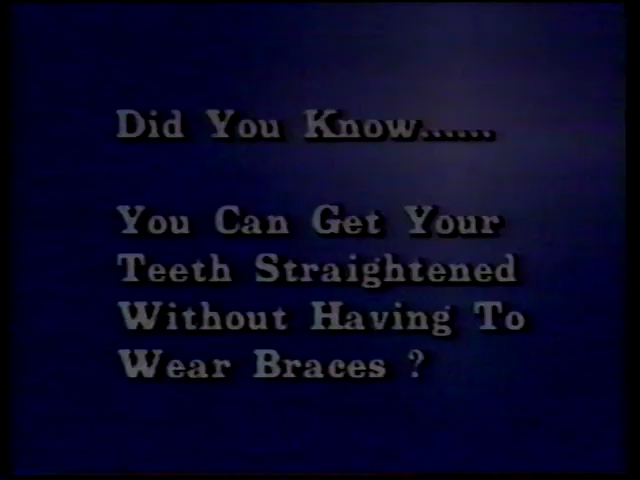 Did You Know......
You Can Get Your
Teeth Straightened
Without Having To
Wear Braces ?